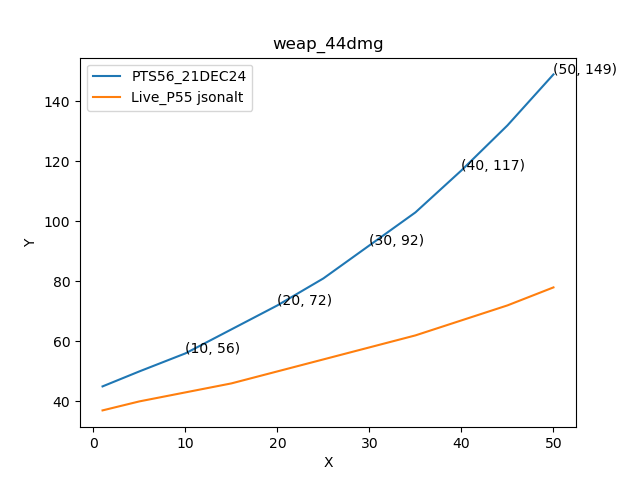 weap_44dmg
PTS56_21DEC24
Live_P55 jsonalt
(50, 149)
(40, 117)
(30, 92)
(20, 72)
(10, 56)
140
120
100
80
60
40
Y
0 10 20 30 40 50
X